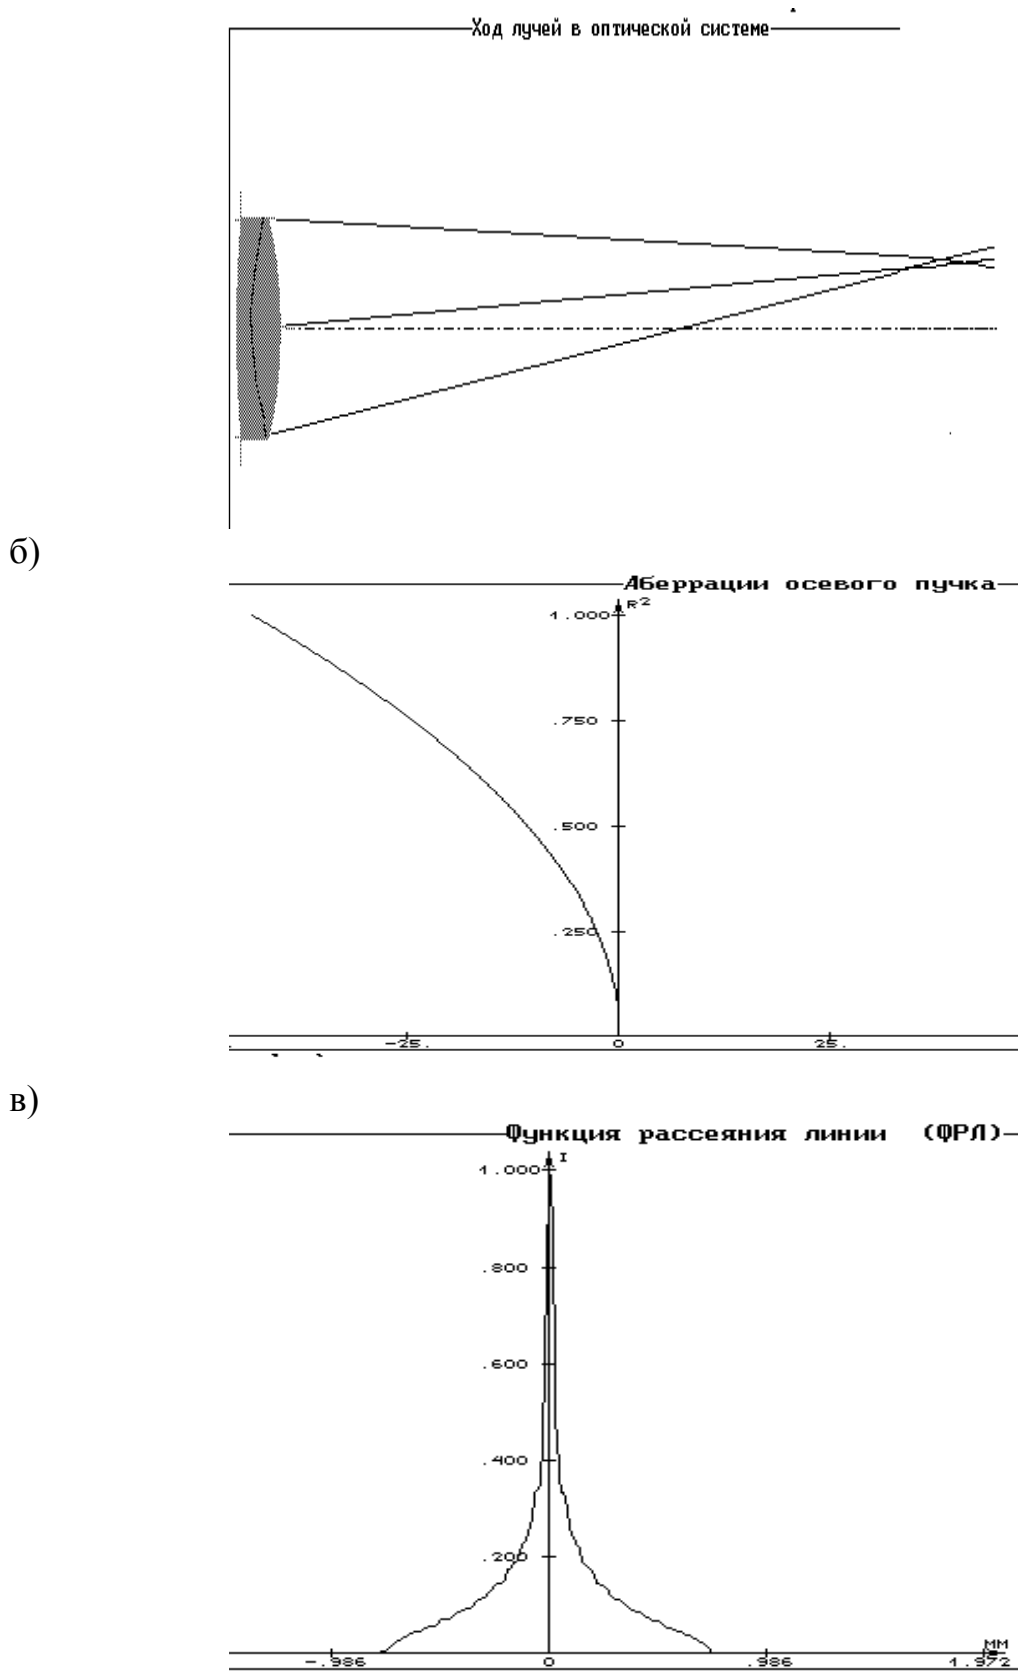 Ход лучей в оптической системе
б)
Аберрации осевого пучка
R²
1.000
.750
.500
.250
-25. 0 25.
в)
Функция рассеяния линии (ФРЛ)
I
1.000
.800
.600
.400
.200
мм
-.986 0 .986 1.972